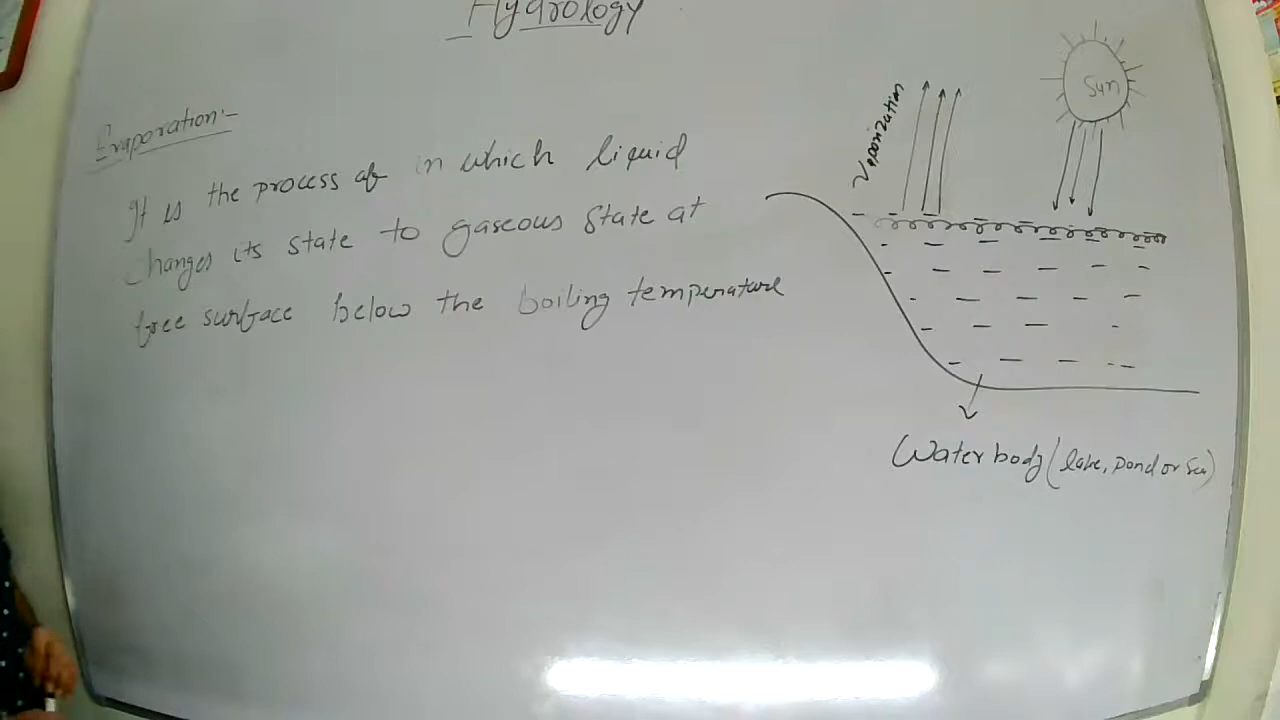 Hydrology
Evaporation:-
It is the process of in which liquid
changes its state to gaseous state at
free surface below the boiling temperature
Vaporization
Sun
Water body (lake, pond or Sea)